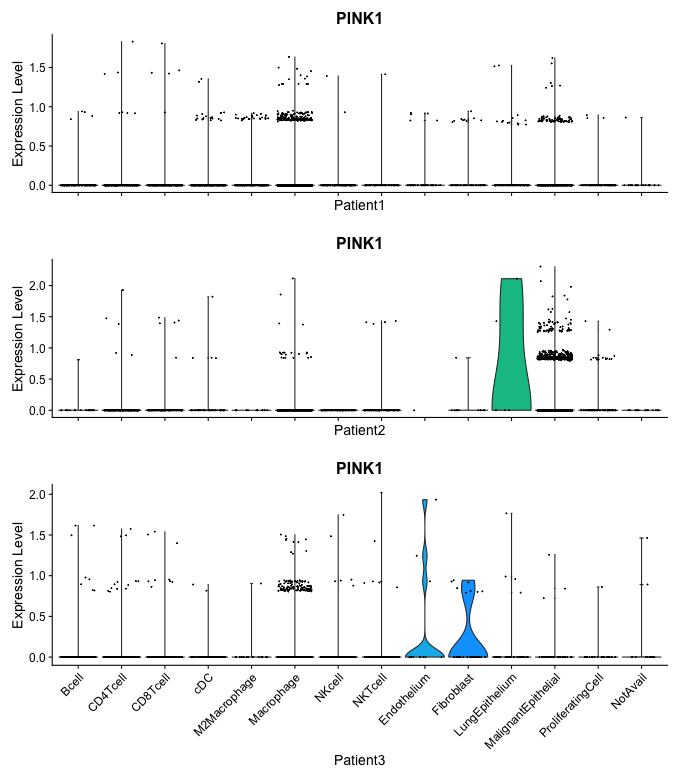 PINK1
Expression Level
1.5
1.0
0.5
0.0
Patient1
PINK1
Expression Level
2.0
1.5
1.0
0.5
0.0
Patient2
PINK1
Expression Level
2.0
1.5
1.0
0.5
0.0
Bcell
CD4Tcell
CD8Tcell
cDC
M2Macrophage
Macrophage
NKcell
NKTcell
Endothelium
Fibroblast
LungEpithelium
MalignantEpithelial
ProliferatingCell
NotAvail
Patient3